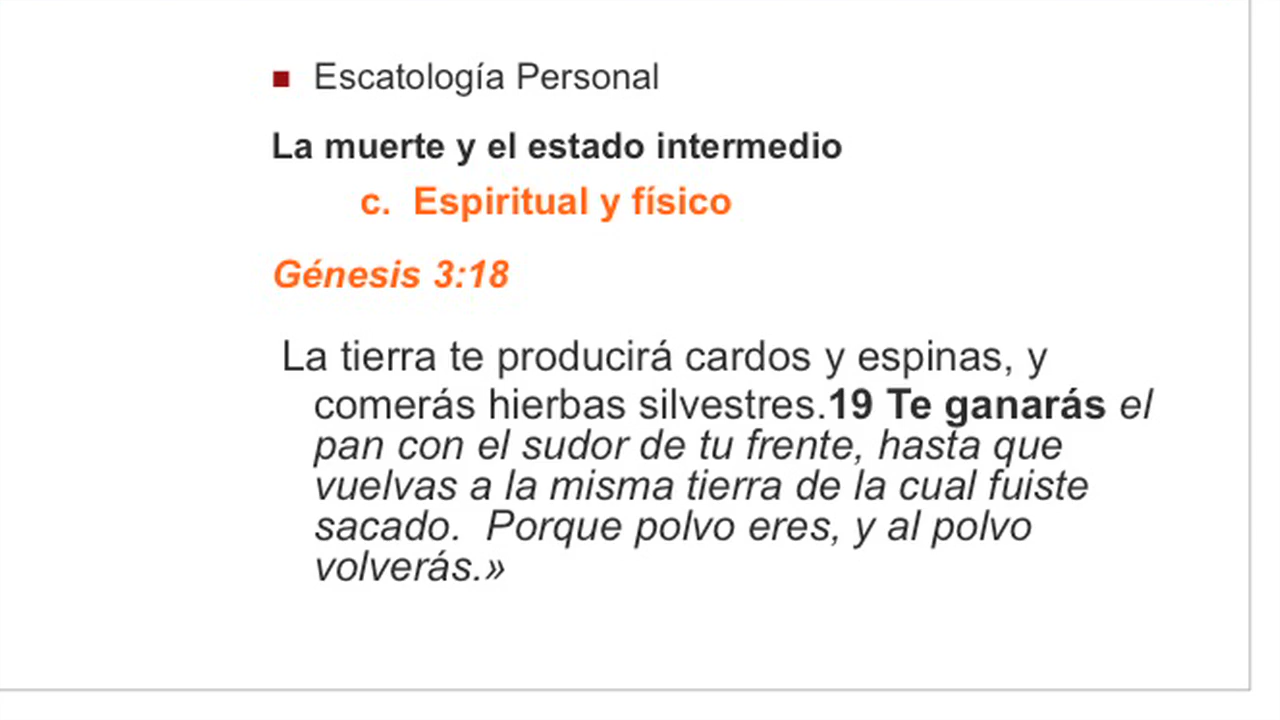 Escatología Personal
La muerte y el estado intermedio
c. Espiritual y físico
Génesis 3:18
La tierra te producirá cardos y espinas, y
comerás hierbas silvestres.19 Te ganarás el
pan con el sudor de tu frente, hasta que
vuelvas a la misma tierra de la cual fuiste
sacado.  Porque polvo eres, y al polvo
volverás.»